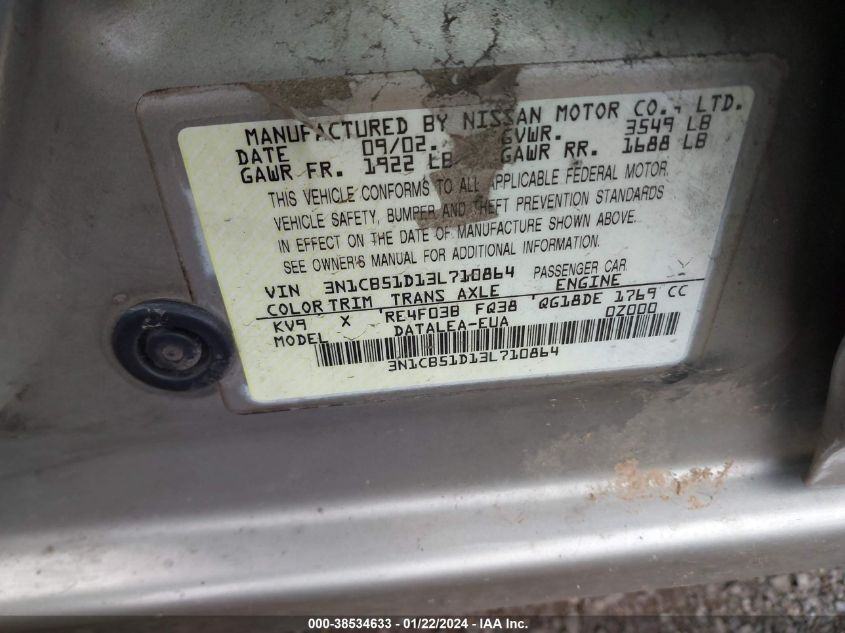 MANUFACTURED BY NISSAN MOTOR CO., LTD.
DATE 09/02. GVWR. 3549 LB
GAWR FR. 1922 LB GAWR RR. 1688 LB
THIS VEHICLE CONFORMS TO ALL APPLICABLE FEDERAL MOTOR
VEHICLE SAFETY, BUMPER AND THEFT PREVENTION STANDARDS
IN EFFECT ON THE DATE OF MANUFACTURE SHOWN ABOVE.
SEE OWNER'S MANUAL FOR ADDITIONAL INFORMATION.
VIN 3N1CB51D13L710864 PASSENGER CAR
COLOR TRIM TRANS AXLE ENGINE
KV9 X RE4F03B FQ38 QG18DE 1769 CC
MODEL DATALEA-EUA 0Z000
3N1CB51D13L710864
000-38534633 / 01/22/2024 - IAA Inc.